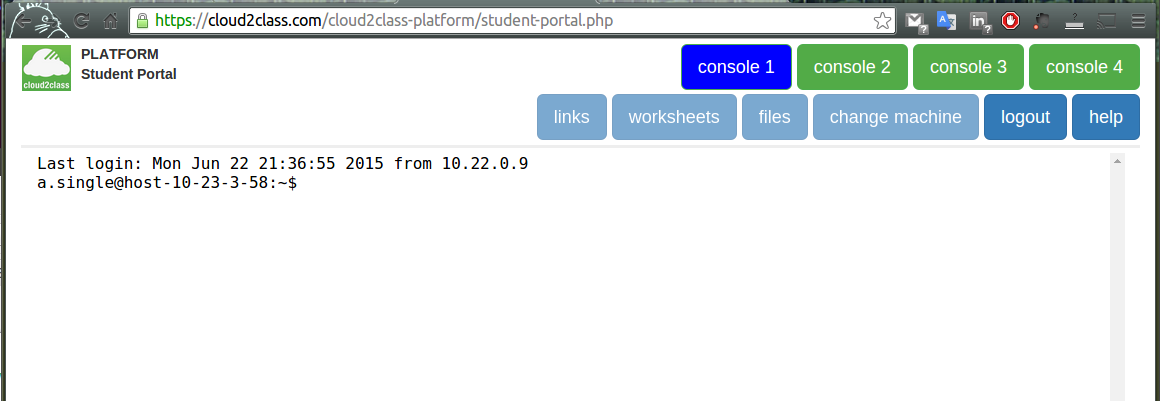 https://cloud2class.com/cloud2class-platform/student-portal.php
PLATFORM
Student Portal
cloud2class
console 1 console 2 console 3 console 4
links worksheets files change machine logout help
Last login: Mon Jun 22 21:36:55 2015 from 10.22.0.9
a.single@host-10-23-3-58:~$